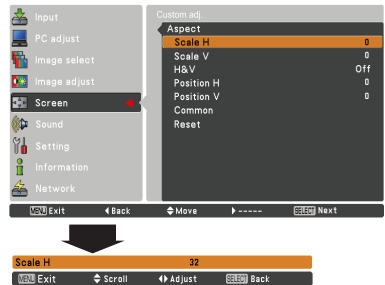 Input
PC adjust
Image select
Image adjust
Screen
Sound
Setting
Information
Network
Custom adj.
Aspect
Scale H 0
Scale V 0
H&V Off
Position H 0
Position V 0
Common
Reset
MENU Exit Back Move ----- SELECT Next
Scale H. 32
MENU Exit Scroll Adjust SELECT Back